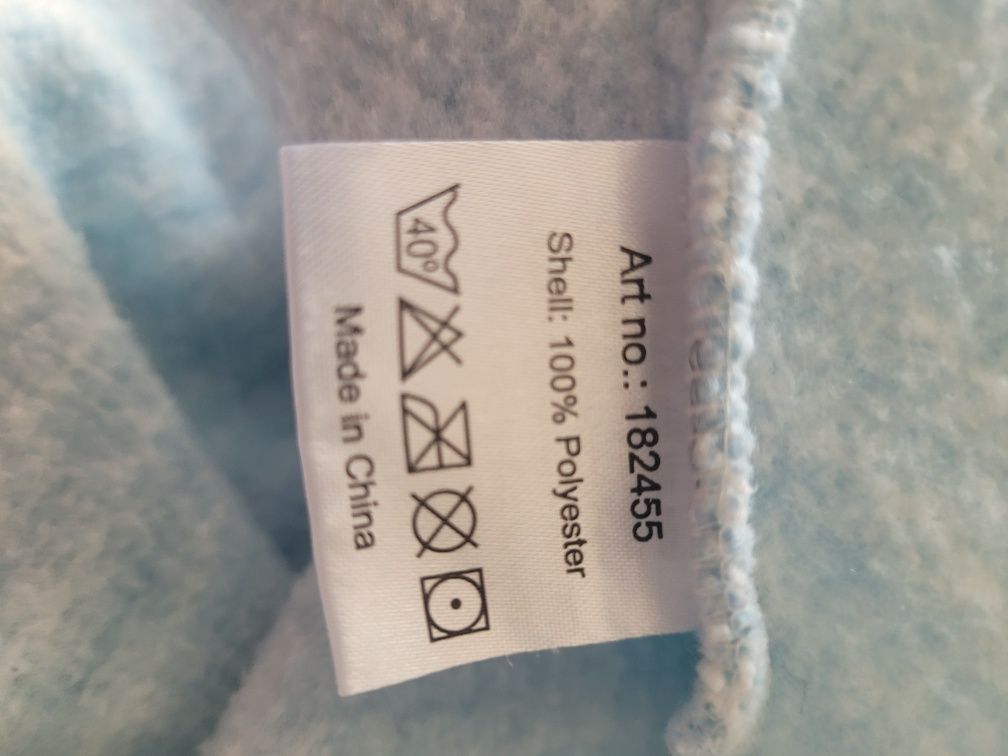 Art no.: 182455
Shell: 100% Polyester
40°
Made in China